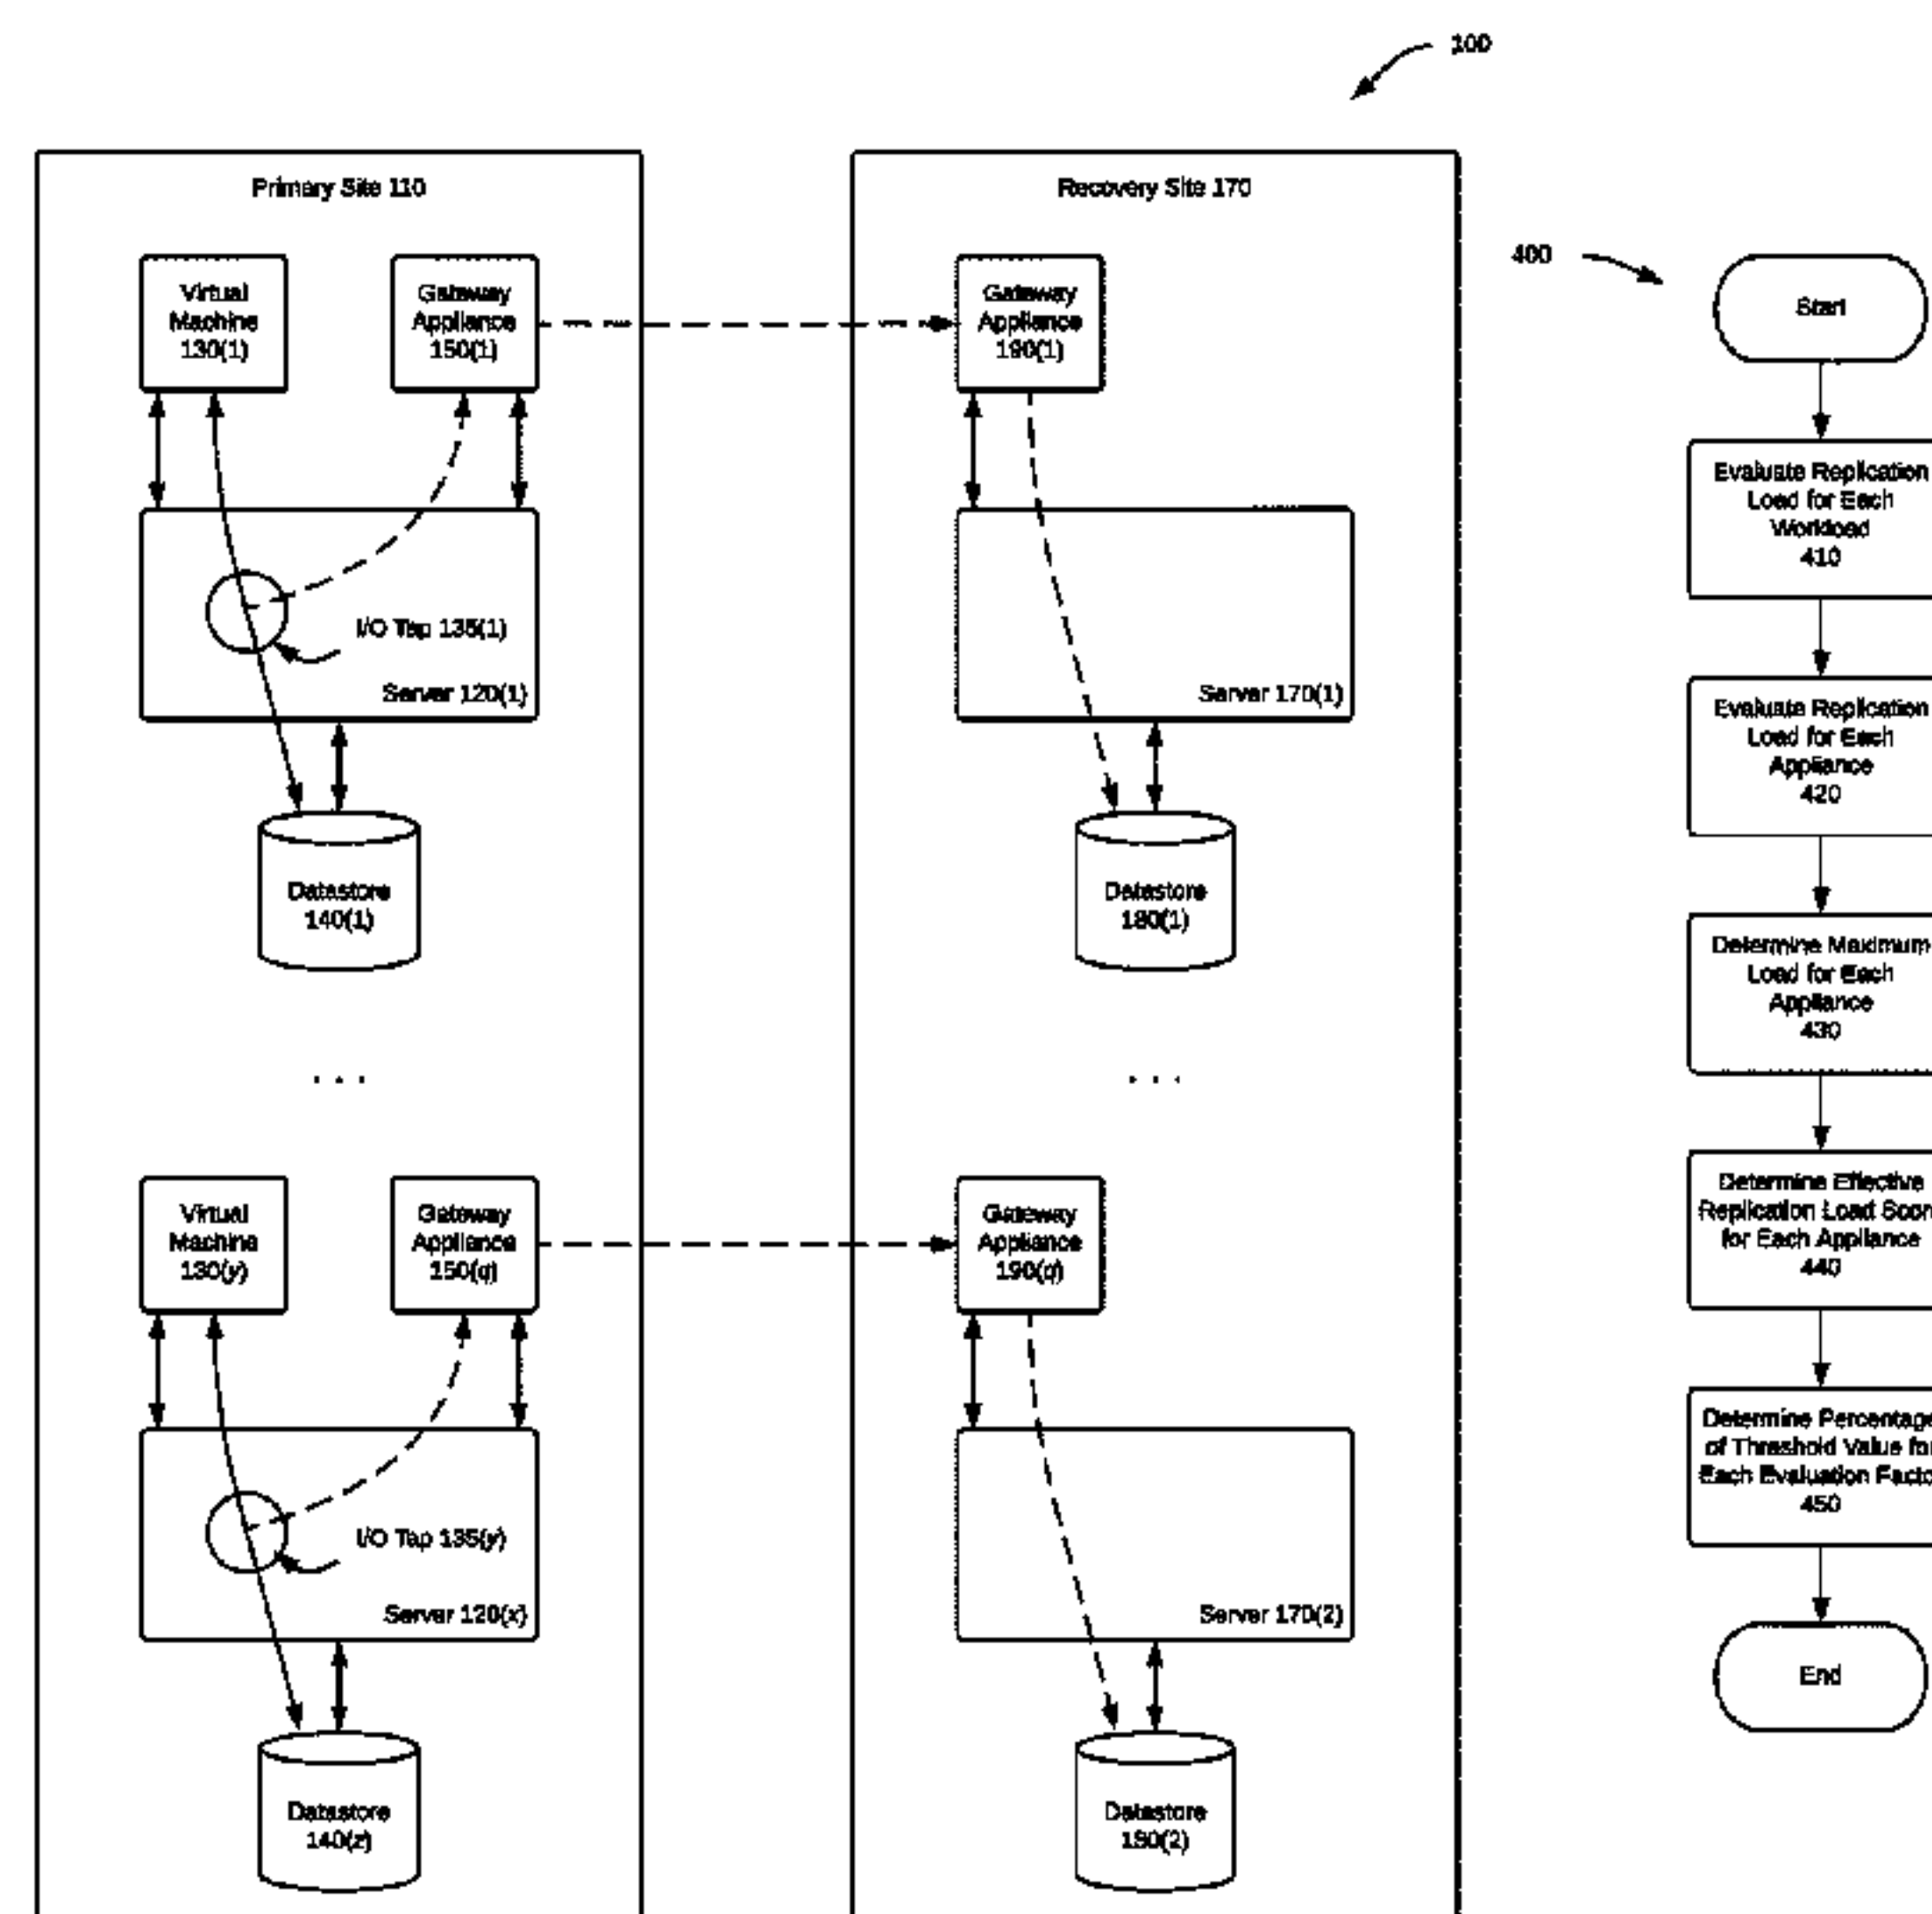 100
Primary Site 110
Recovery Site 170
Virtual
Machine
130(1)
Gateway
Appliance
150(1)
Gateway
Appliance
190(1)
I/O Tap 135(1)
Server 120(1)
Server 170(1)
Datastore
140(1)
Datastore
180(1)
. . .
. . .
Virtual
Machine
130(y)
Gateway
Appliance
150(q)
Gateway
Appliance
190(q)
I/O Tap 135(y)
Server 120(x)
Server 170(2)
Datastore
140(z)
Datastore
180(2)
400
Start
Evaluate Replication
Load for Each
Workload
410
Evaluate Replication
Load for Each
Appliance
420
Determine Maximum
Load for Each
Appliance
430
Determine Effective
Replication Load Scor
for Each Appliance
440
Determine Percentage
of Threshold Value for
Each Evaluation Facto
450
End